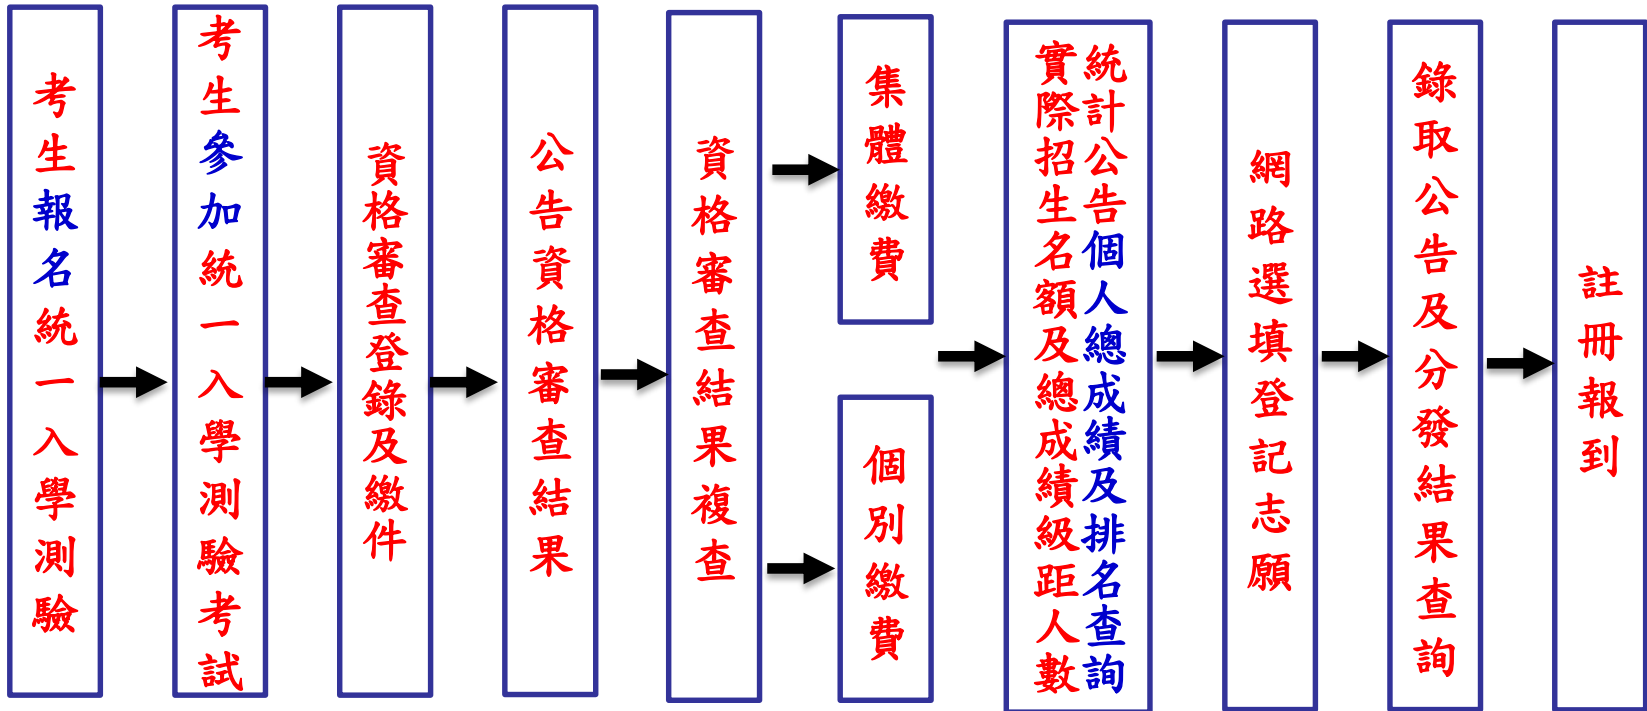 考生報名統一入學測驗
考生參加統一入學測驗考試
資格審查登錄及繳件
公告資格審查結果
資格審查結果複查
集體繳費
個別繳費
統計公告個人總成績及排名查詢
實際招生名額及總成績級距人數
網路選填登記志願
錄取公告及分發結果查詢
註冊報到